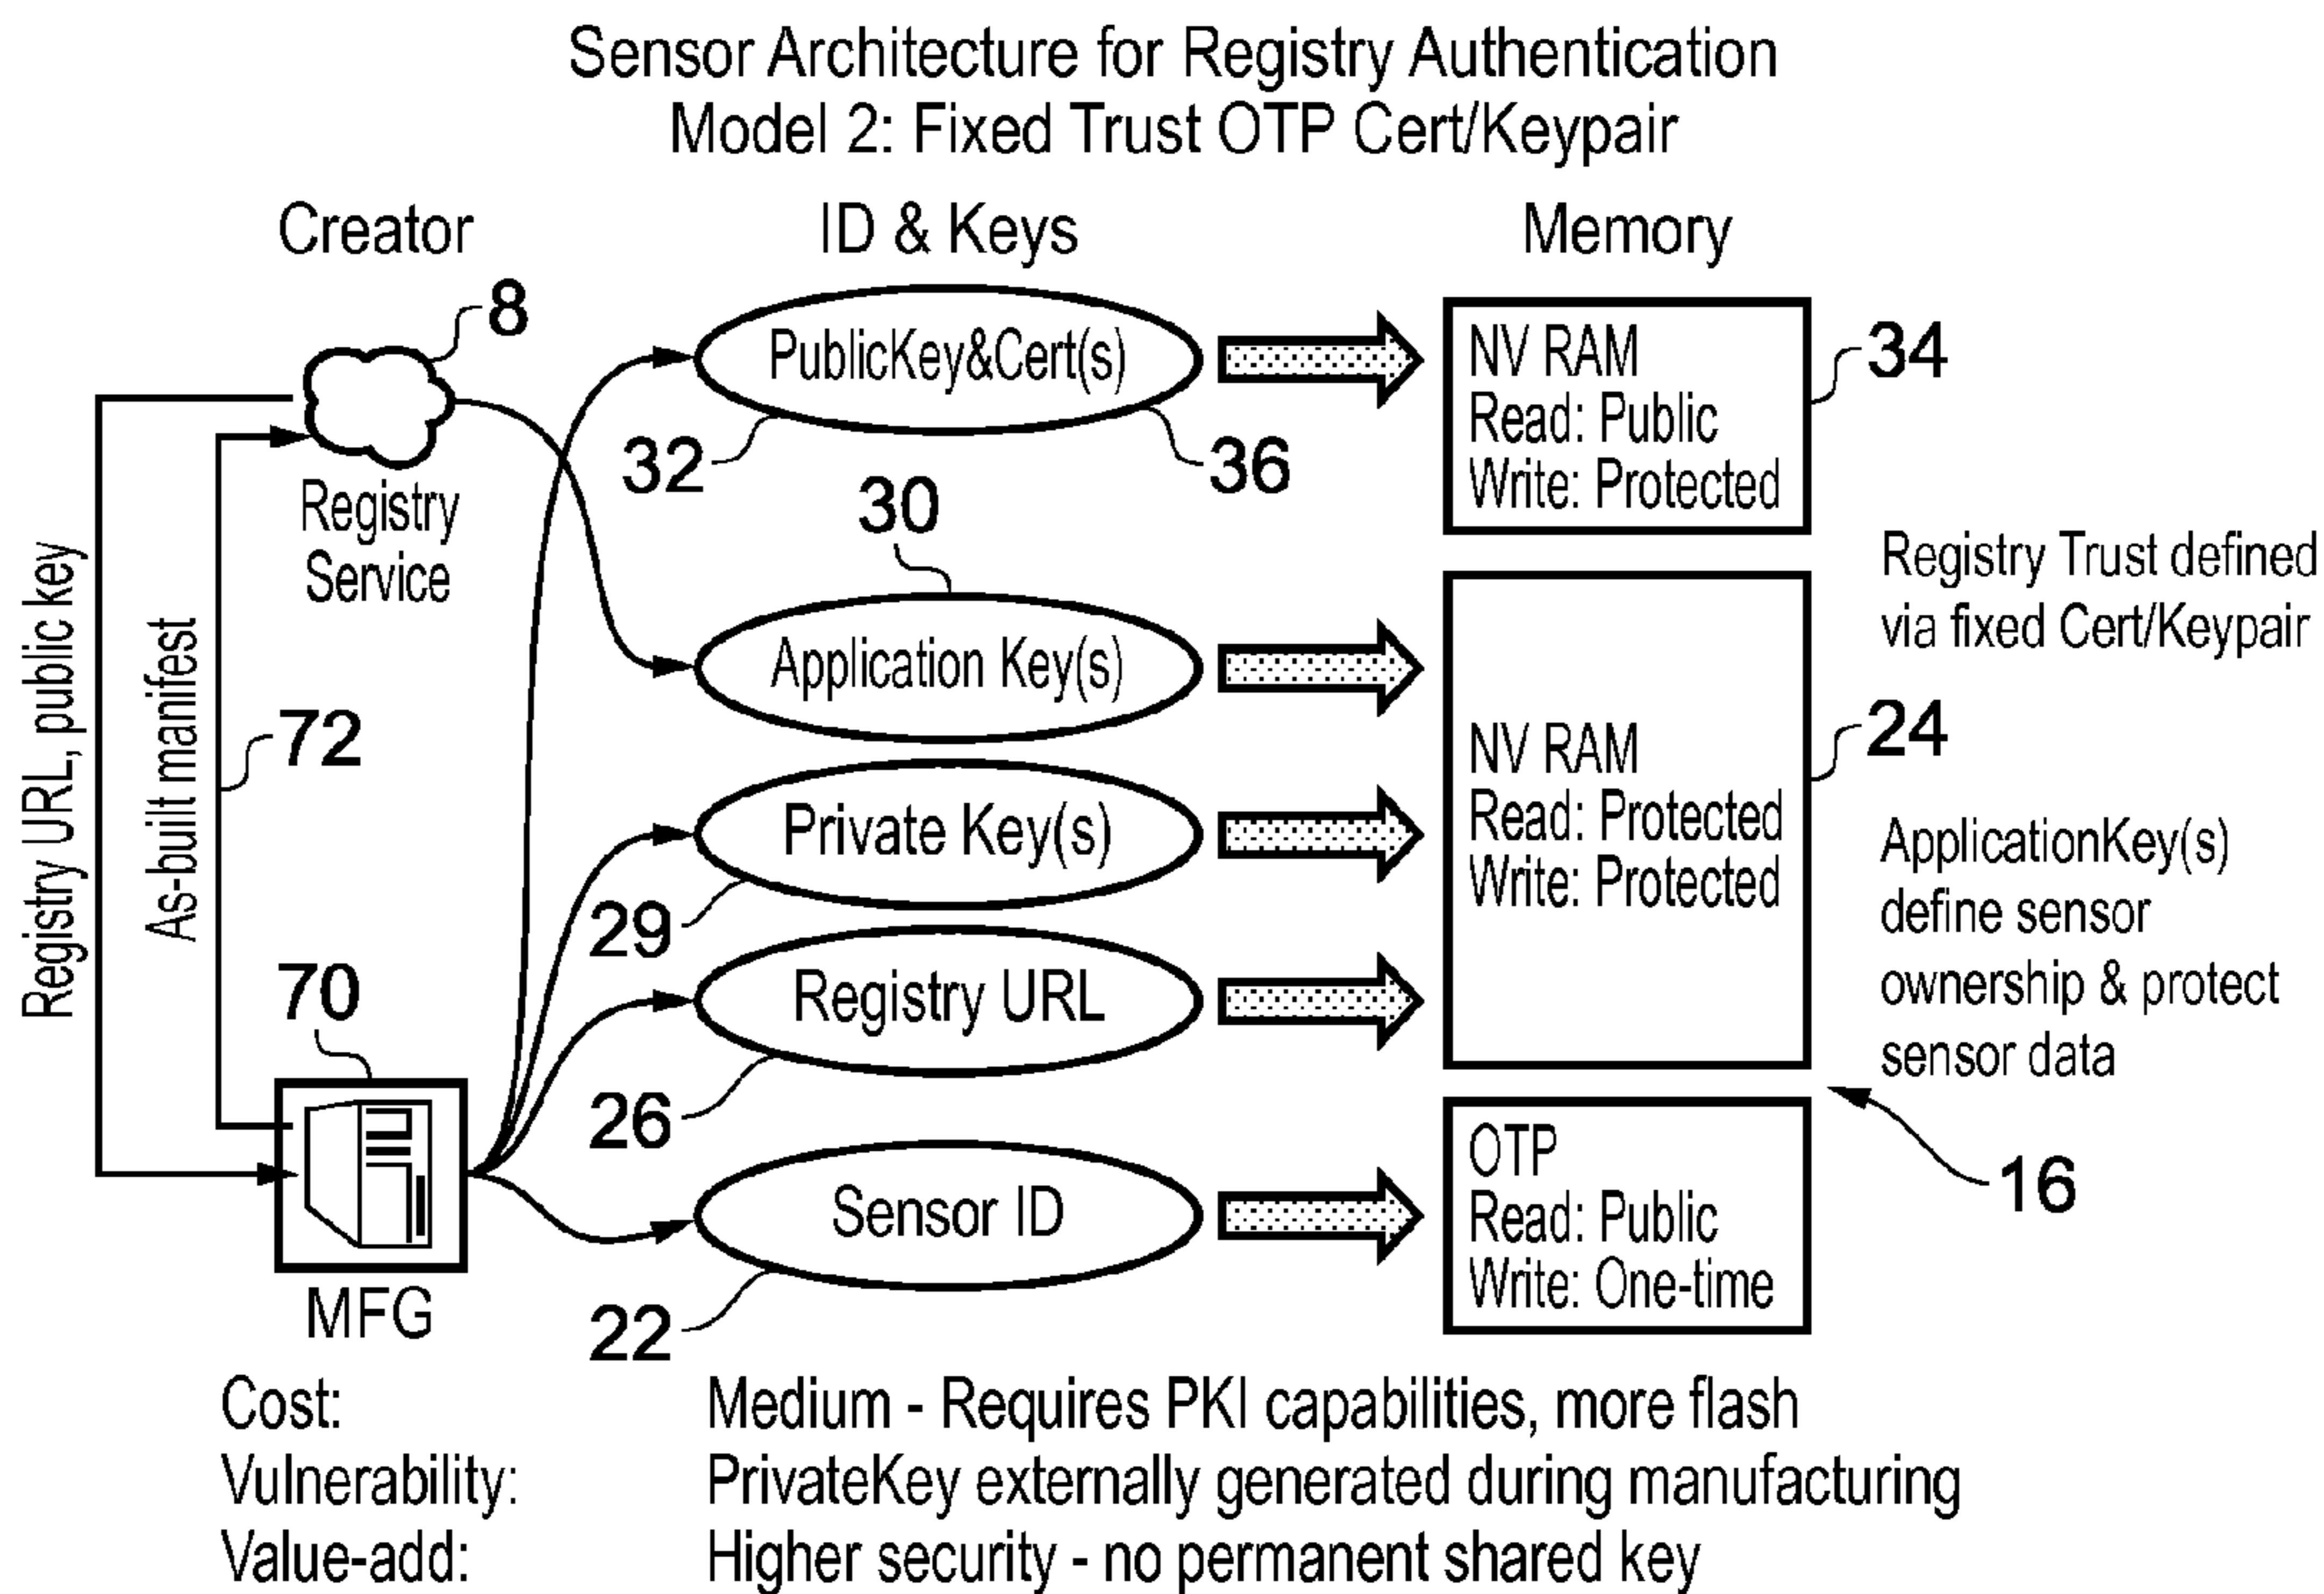 Sensor Architecture for Registry Authentication
Model 2: Fixed Trust OTP Cert/Keypair
Creator
ID & Keys
Memory
8
Registry
Service
Registry URL, public key
As-built manifest
72
70
MFG
PublicKey&Cert(s)
32
36
30
Application Key(s)
Private Key(s)
29
Registry URL
26
Sensor ID
22
NV RAM
Read: Public
Write: Protected
34
NV RAM
Read: Protected
Write: Protected
24
OTP
Read: Public
Write: One-time
16
Registry Trust defined
via fixed Cert/Keypair
ApplicationKey(s)
define sensor
ownership & protect
sensor data
Cost: Medium - Requires PKI capabilities, more flash
Vulnerability: PrivateKey externally generated during manufacturing
Value-add: Higher security - no permanent shared key